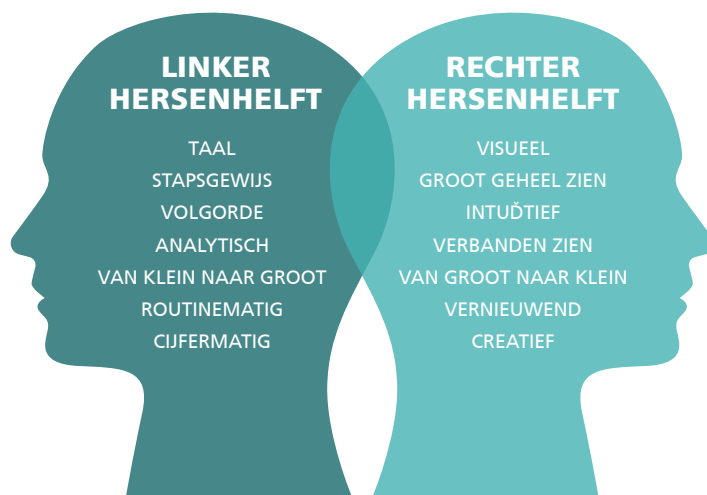 LINKER
HERSENHELFT
TAAL
STAPSGEWIJS
VOLGORDE
ANALYTISCH
VAN KLEIN NAAR GROOT
ROUTINEMATIG
CIJFERMATIG
RECHTER
HERSENHELFT
VISUEEL
GROOT GEHEEL ZIEN
INTUĎTIEF
VERBANDEN ZIEN
VAN GROOT NAAR KLEIN
VERNIEUWEND
CREATIEF